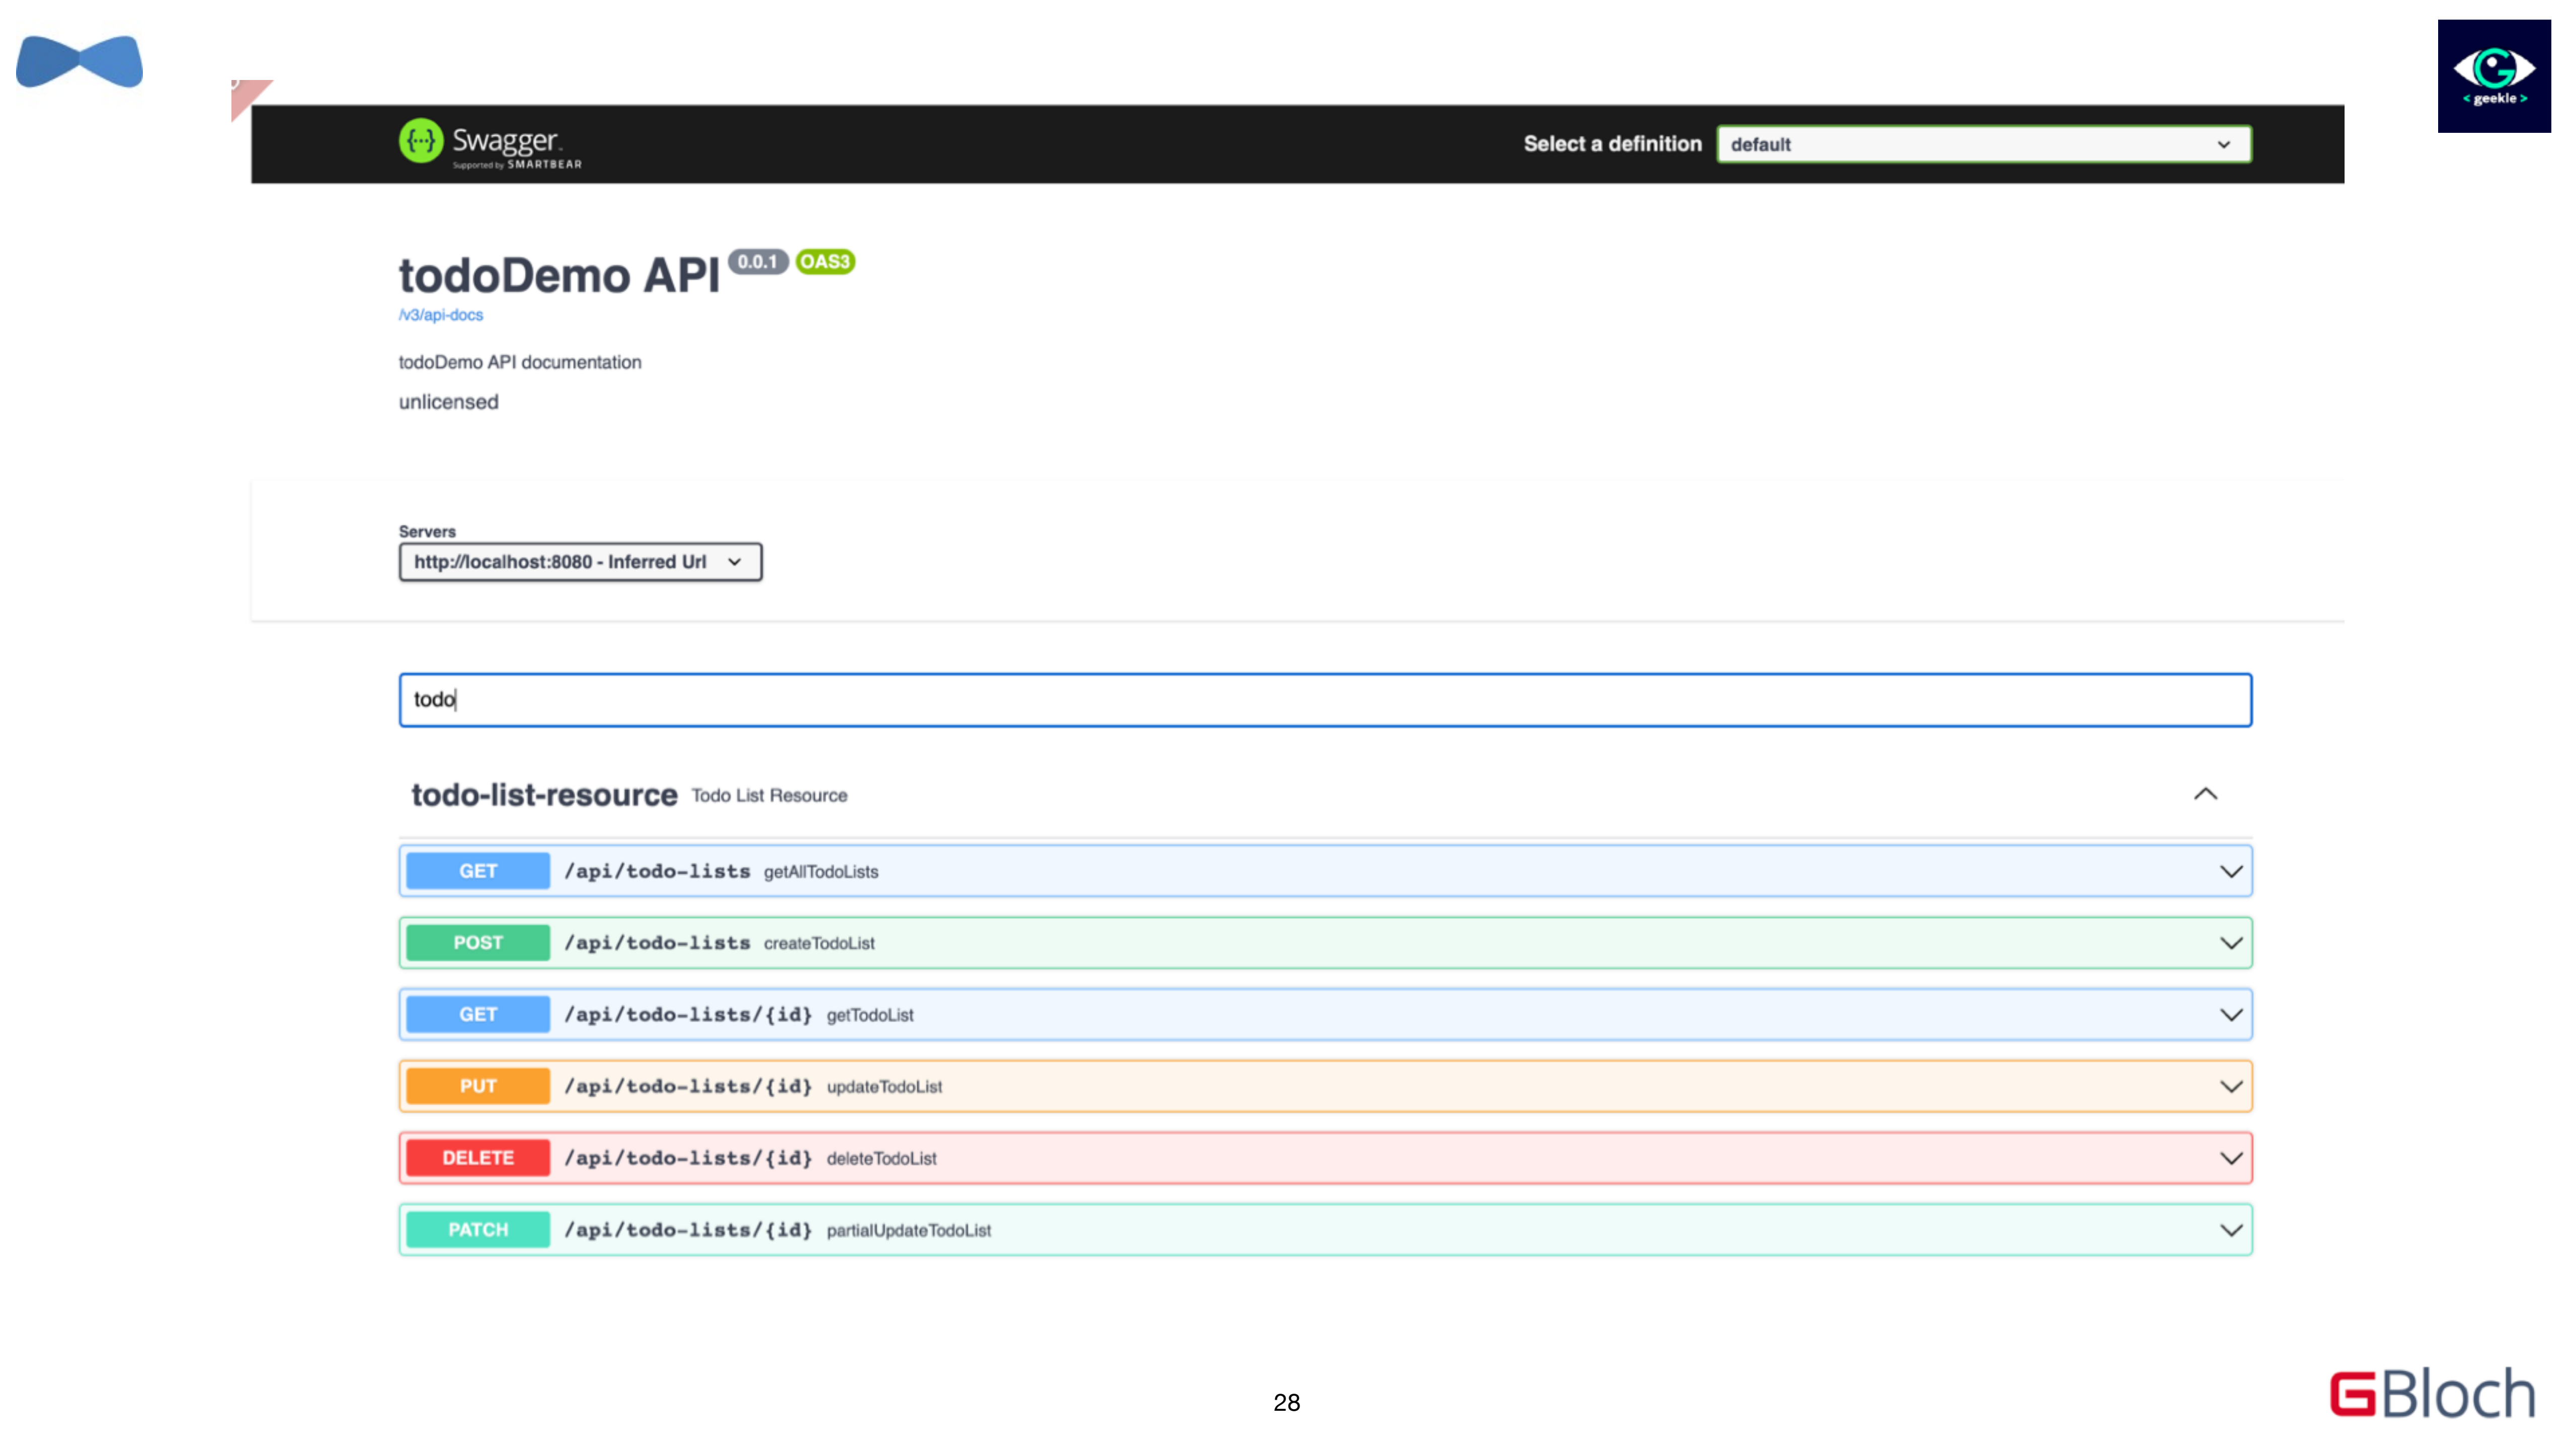 < geekle >
Swagger
Supported by SMARTBEAR
Select a definition default
todoDemo API 0.0.1 OAS3
/v3/api-docs
todoDemo API documentation
unlicensed
Servers
http://localhost:8080 - Inferred Url
todo
todo-list-resource Todo List Resource
GET /api/todo-lists getAllTodoLists
POST /api/todo-lists createTodoList
GET /api/todo-lists/{id} getTodoList
PUT /api/todo-lists/{id} updateTodoList
DELETE /api/todo-lists/{id} deleteTodoList
PATCH /api/todo-lists/{id} partialUpdateTodoList
28
GBloch